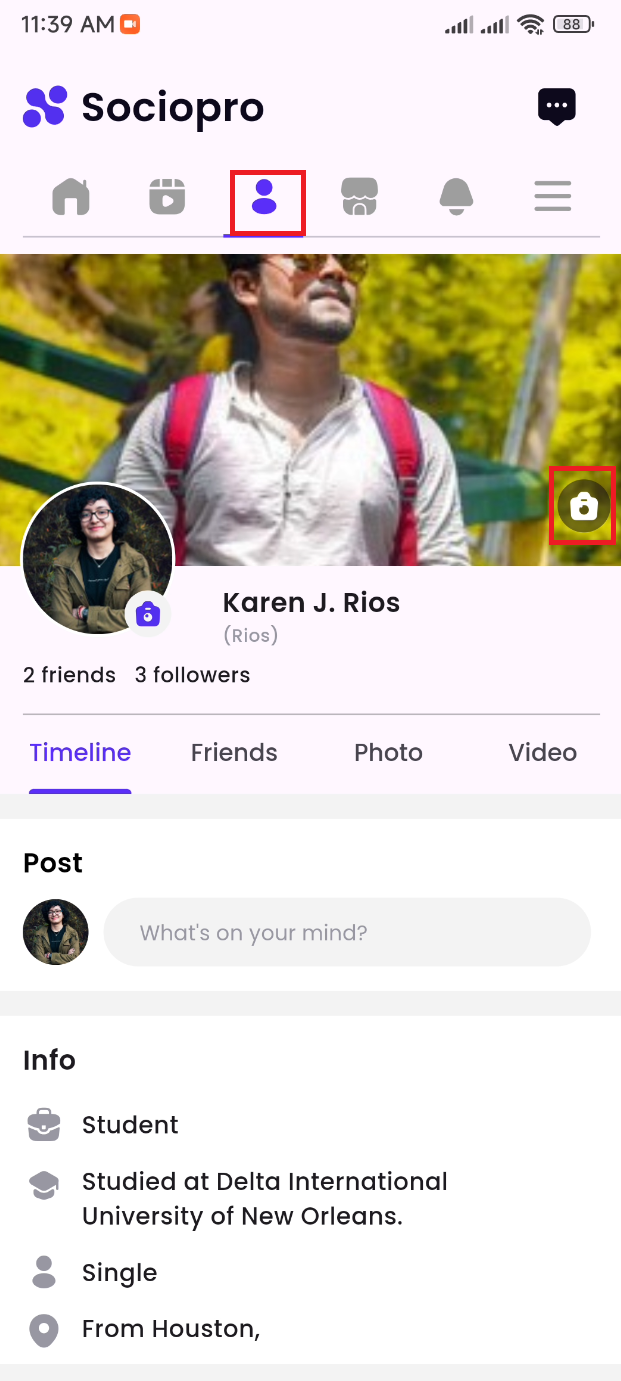 11:39 AM 88
Sociopro
Karen J. Rios
(Rios)
2 friends 3 followers
Timeline Friends Photo Video
Post
What's on your mind?
Info
Student
Studied at Delta International
University of New Orleans.
Single
From Houston,